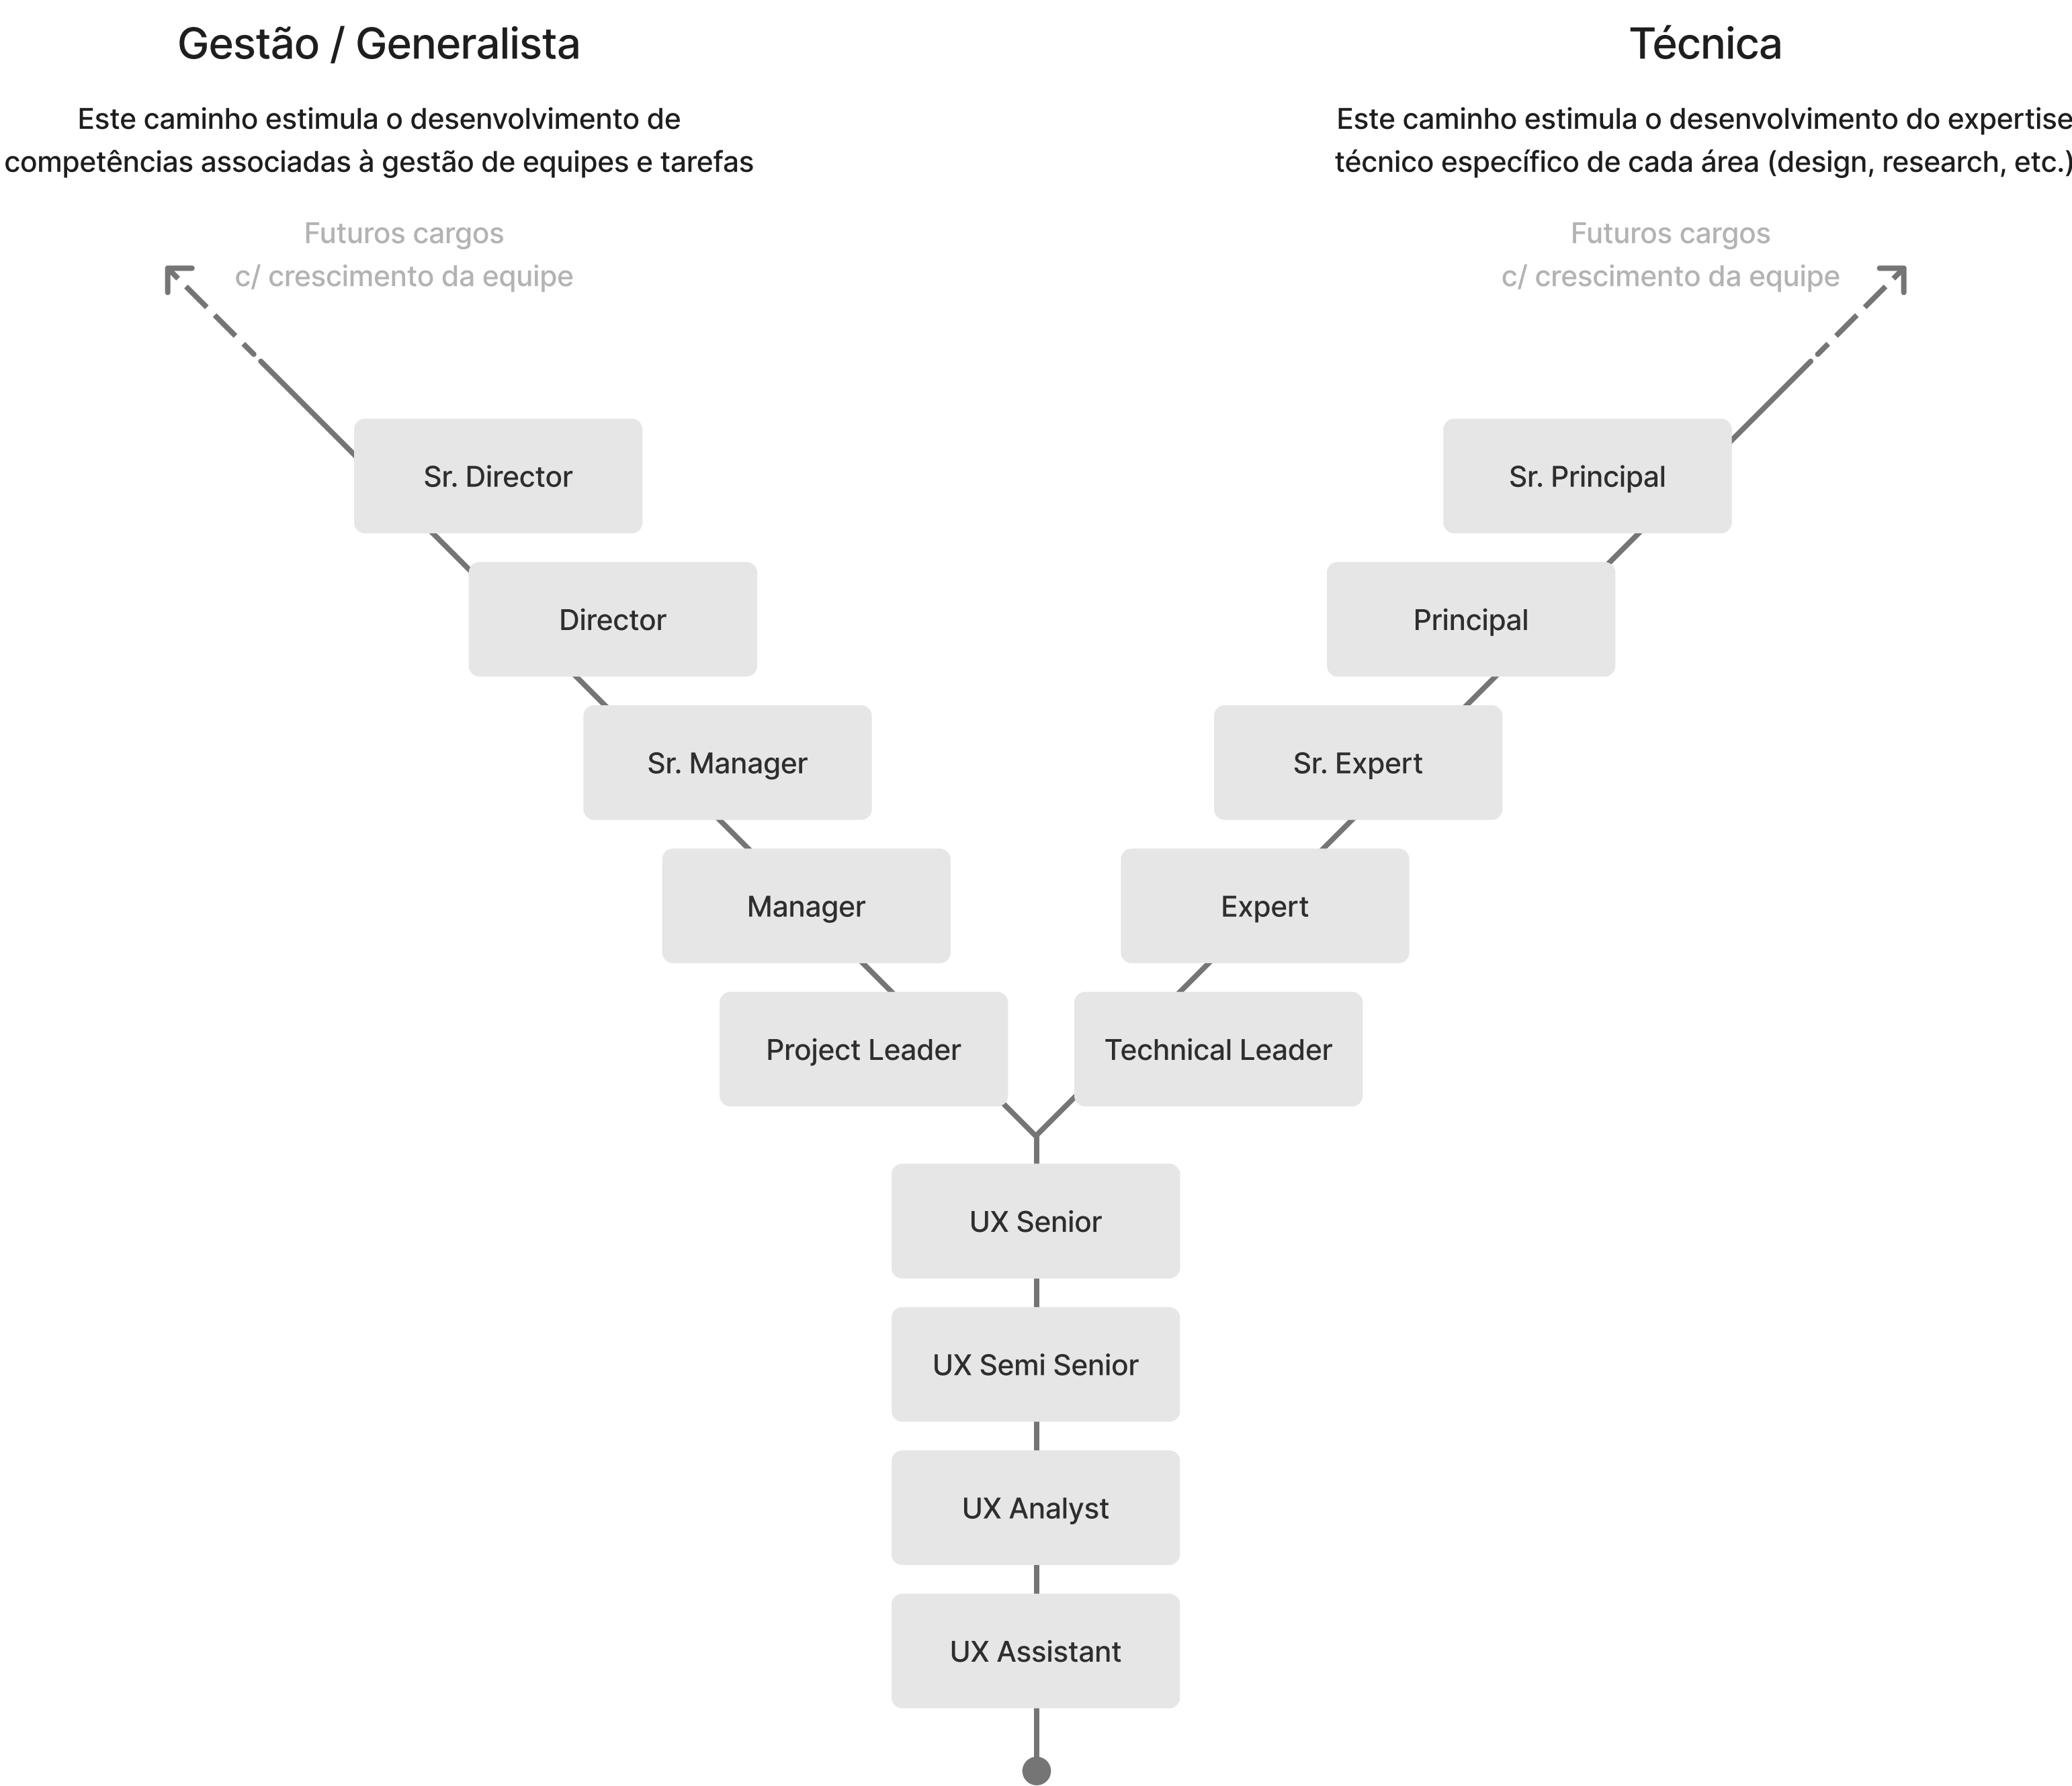 Gestão / Generalista
Este caminho estimula o desenvolvimento de
competências associadas à gestão de equipes e tarefas
Futuros cargos
c/ crescimento da equipe
Técnica
Este caminho estimula o desenvolvimento do expertise
técnico específico de cada área (design, research, etc.)
Futuros cargos
c/ crescimento da equipe
Sr. Director
Sr. Principal
Director
Principal
Sr. Manager
Sr. Expert
Manager
Expert
Project Leader
Technical Leader
UX Senior
UX Semi Senior
UX Analyst
UX Assistant